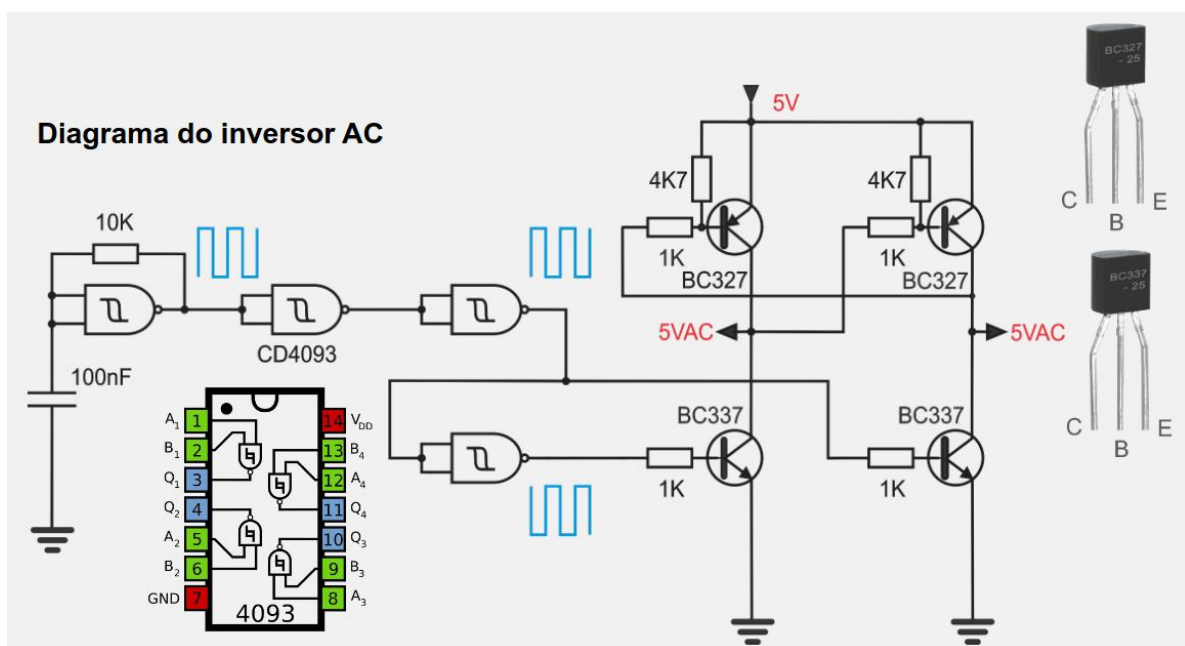 Diagrama do inversor AC
5V
BC327
-25
C
B
E
4K7
4K7
10K
1K
BC327
1K
BC327
5VAC
5VAC
CD4093
100nF
BC337
-25
C
B
E
BC337
BC337
1K
1K
A1 1
B1 2
Q1 3
Q2 4
A2 5
B2 6
GND 7
14 VDD
13 B4
12 A4
11 Q4
10 Q3
9 B3
8 A3
4093